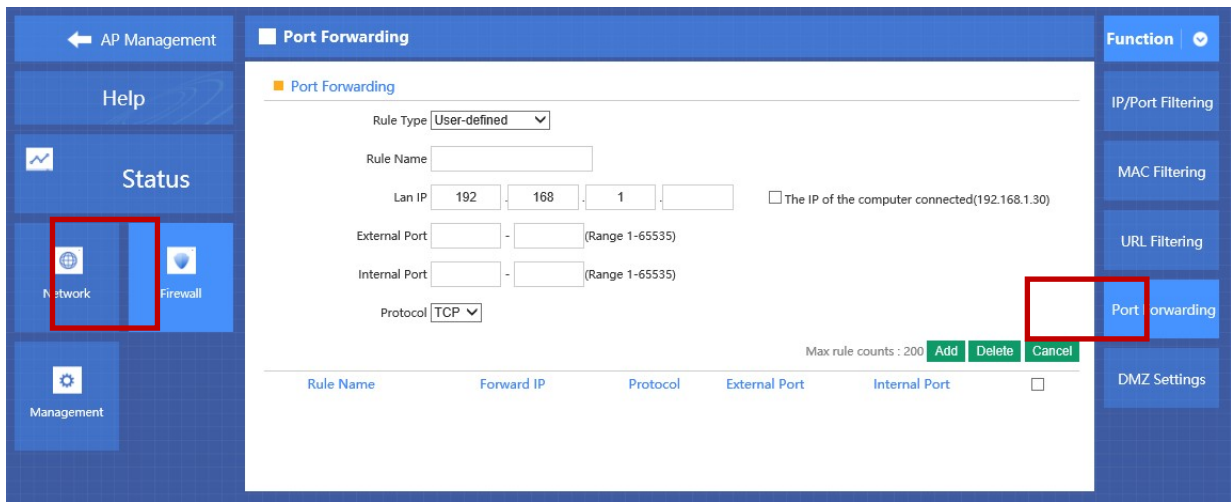 AP Management
Help
Status
Network
Firewall
Management
Port Forwarding
Port Forwarding
Rule Type User-defined
Rule Name
Lan IP 192 . 168 . 1 . The IP of the computer connected(192.168.1.30)
External Port - (Range 1-65535)
Internal Port - (Range 1-65535)
Protocol TCP
Max rule counts : 200 Add Delete Cancel
Rule Name Forward IP Protocol External Port Internal Port
Function
IP/Port Filtering
MAC Filtering
URL Filtering
Port Forwarding
DMZ Settings